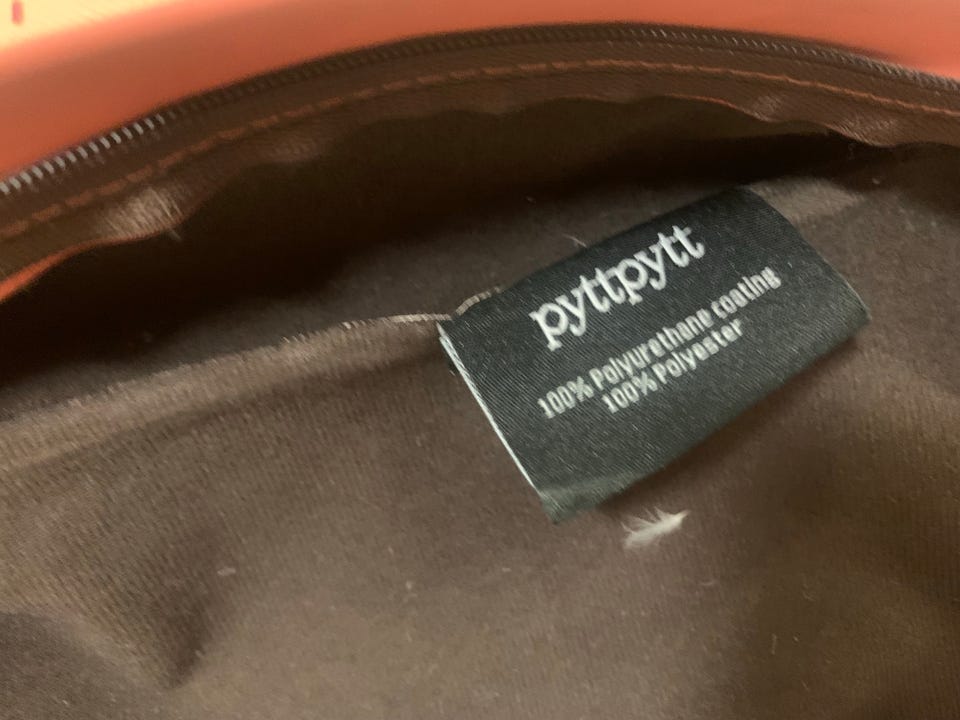 pyttpytt
100% Polyurethane coating
100% Polyester